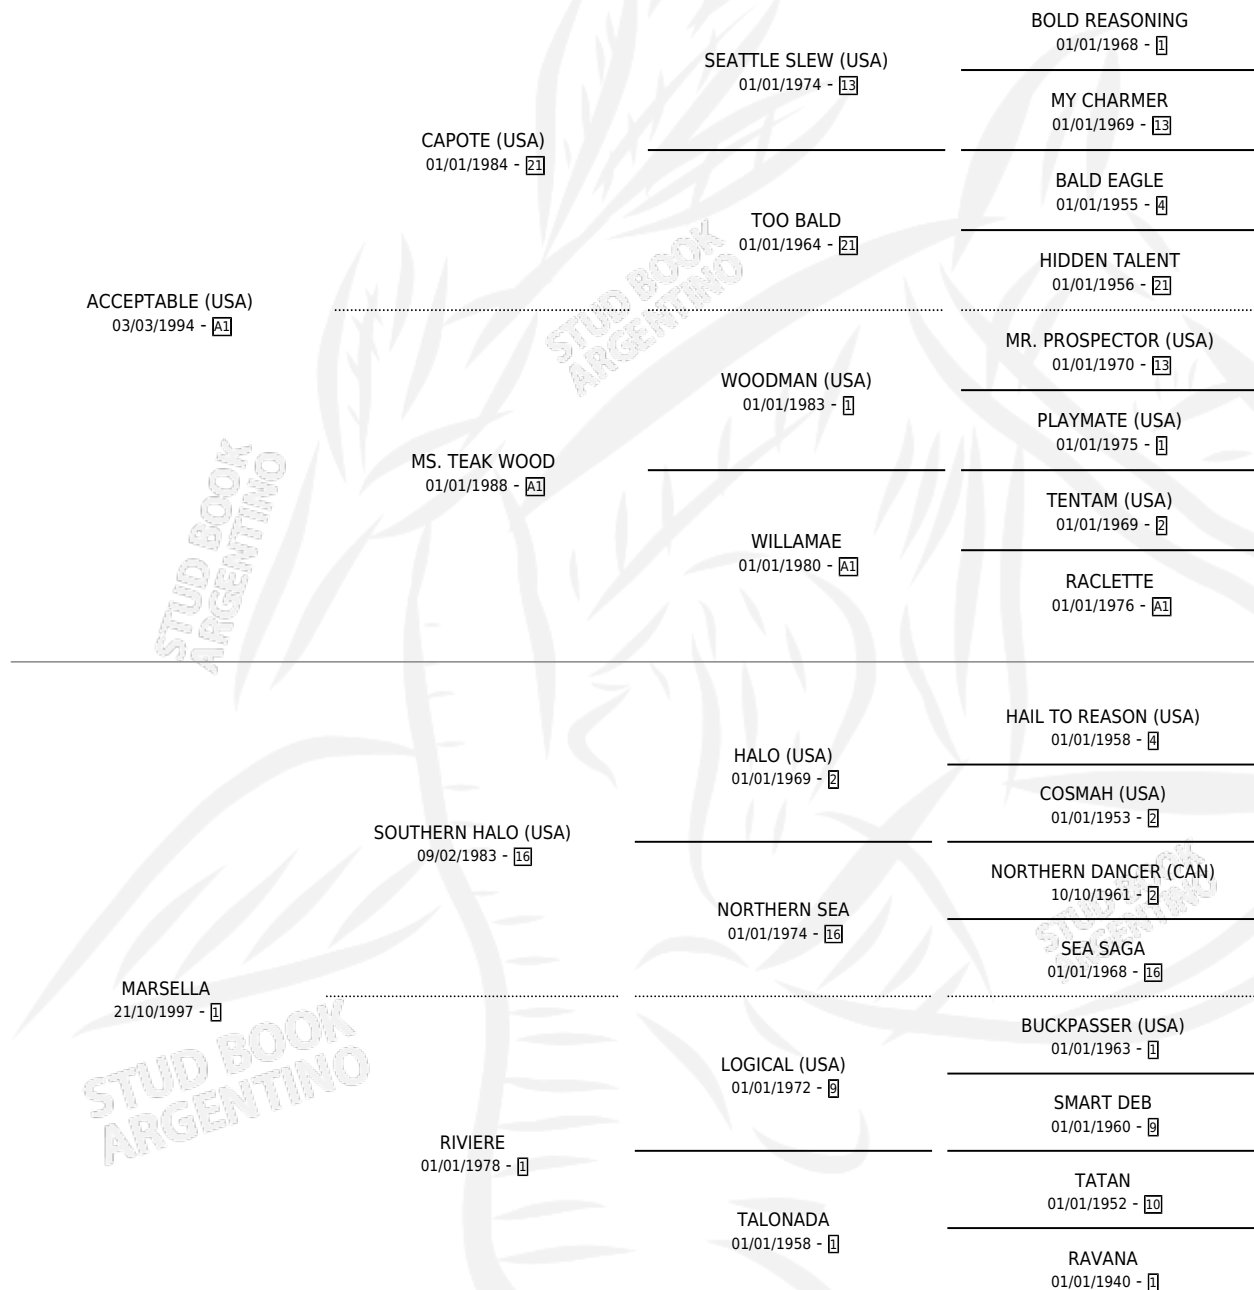 BOLD REASONING
01/01/1968 - 1
SEATTLE SLEW (USA)
01/01/1974 - 13
MY CHARMER
01/01/1969 - 13
CAPOTE (USA)
01/01/1984 - 21
BALD EAGLE
01/01/1955 - 4
TOO BALD
01/01/1964 - 21
HIDDEN TALENT
01/01/1956 - 21
ACCEPTABLE (USA)
03/03/1994 - A1
MR. PROSPECTOR (USA)
01/01/1970 - 13
WOODMAN (USA)
01/01/1983 - 1
PLAYMATE (USA)
01/01/1975 - 1
MS. TEAK WOOD
01/01/1988 - A1
TENTAM (USA)
01/01/1969 - 2
WILLAMAE
01/01/1980 - A1
RACLETTE
01/01/1976 - A1
HAIL TO REASON (USA)
01/01/1958 - 4
HALO (USA)
01/01/1969 - 2
COSMAH (USA)
01/01/1953 - 2
SOUTHERN HALO (USA)
09/02/1983 - 16
NORTHERN DANCER (CAN)
10/10/1961 - 2
NORTHERN SEA
01/01/1974 - 16
SEA SAGA
01/01/1968 - 16
MARSELLA
21/10/1997 - 1
BUCKPASSER (USA)
01/01/1963 - 1
LOGICAL (USA)
01/01/1972 - 9
SMART DEB
01/01/1960 - 9
RIVIERE
01/01/1978 - 1
TATAN
01/01/1952 - 10
TALONADA
01/01/1958 - 1
RAVANA
01/01/1940 - 1
STUD BOOK
ARGENTINO
STUD BOOK
ARGENTINO
STUD BOOK
ARGENTINO
STUD BOOK
ARGENTINO